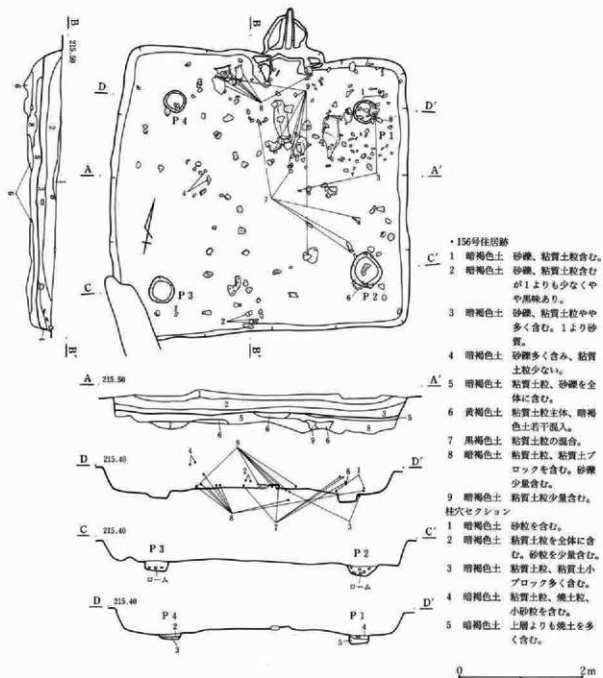 B
B′
215.50
D
D′
P4
P1
A
A′
C
C′
P3
P2
B
B′
A 215.50 A′
D 215.40 D′
C 215.40 C′
P3
P2
ローム
ローム
D 215.40 D′
P4
P1
・156号住居跡
1 暗褐色土 砂礫、粘質土粒含む。
2 暗褐色土 砂礫、粘質土粒含む
が1よりも少なくや
や黒味あり。
3 暗褐色土 砂礫、粘質土粒やや
多く含む。1より砂
質。
4 暗褐色土 砂礫多く含み、粘質
土粒少ない。
5 暗褐色土 粘質土粒、砂礫を全
体に含む。
6 黄褐色土 粘質土粒主体、暗褐
色土若干混入。
7 黒褐色土 粘質土粒の混合。
8 暗褐色土 粘質土粒、粘質土ブ
ロックを含む。砂礫
少量含む。
9 暗褐色土 粘質土粒少量含む。
柱穴セクション
1 暗褐色土 砂粒を含む。
2 暗褐色土 粘質土粒を全体に含
む。砂粒を少量含む。
3 暗褐色土 粘質土粒、粘質土小
ブロック多く含む。
4 暗褐色土 粘質土粒、焼土粒、
小砂粒を含む。
5 暗褐色土 上層よりも焼土を多
く含む。
0 2m